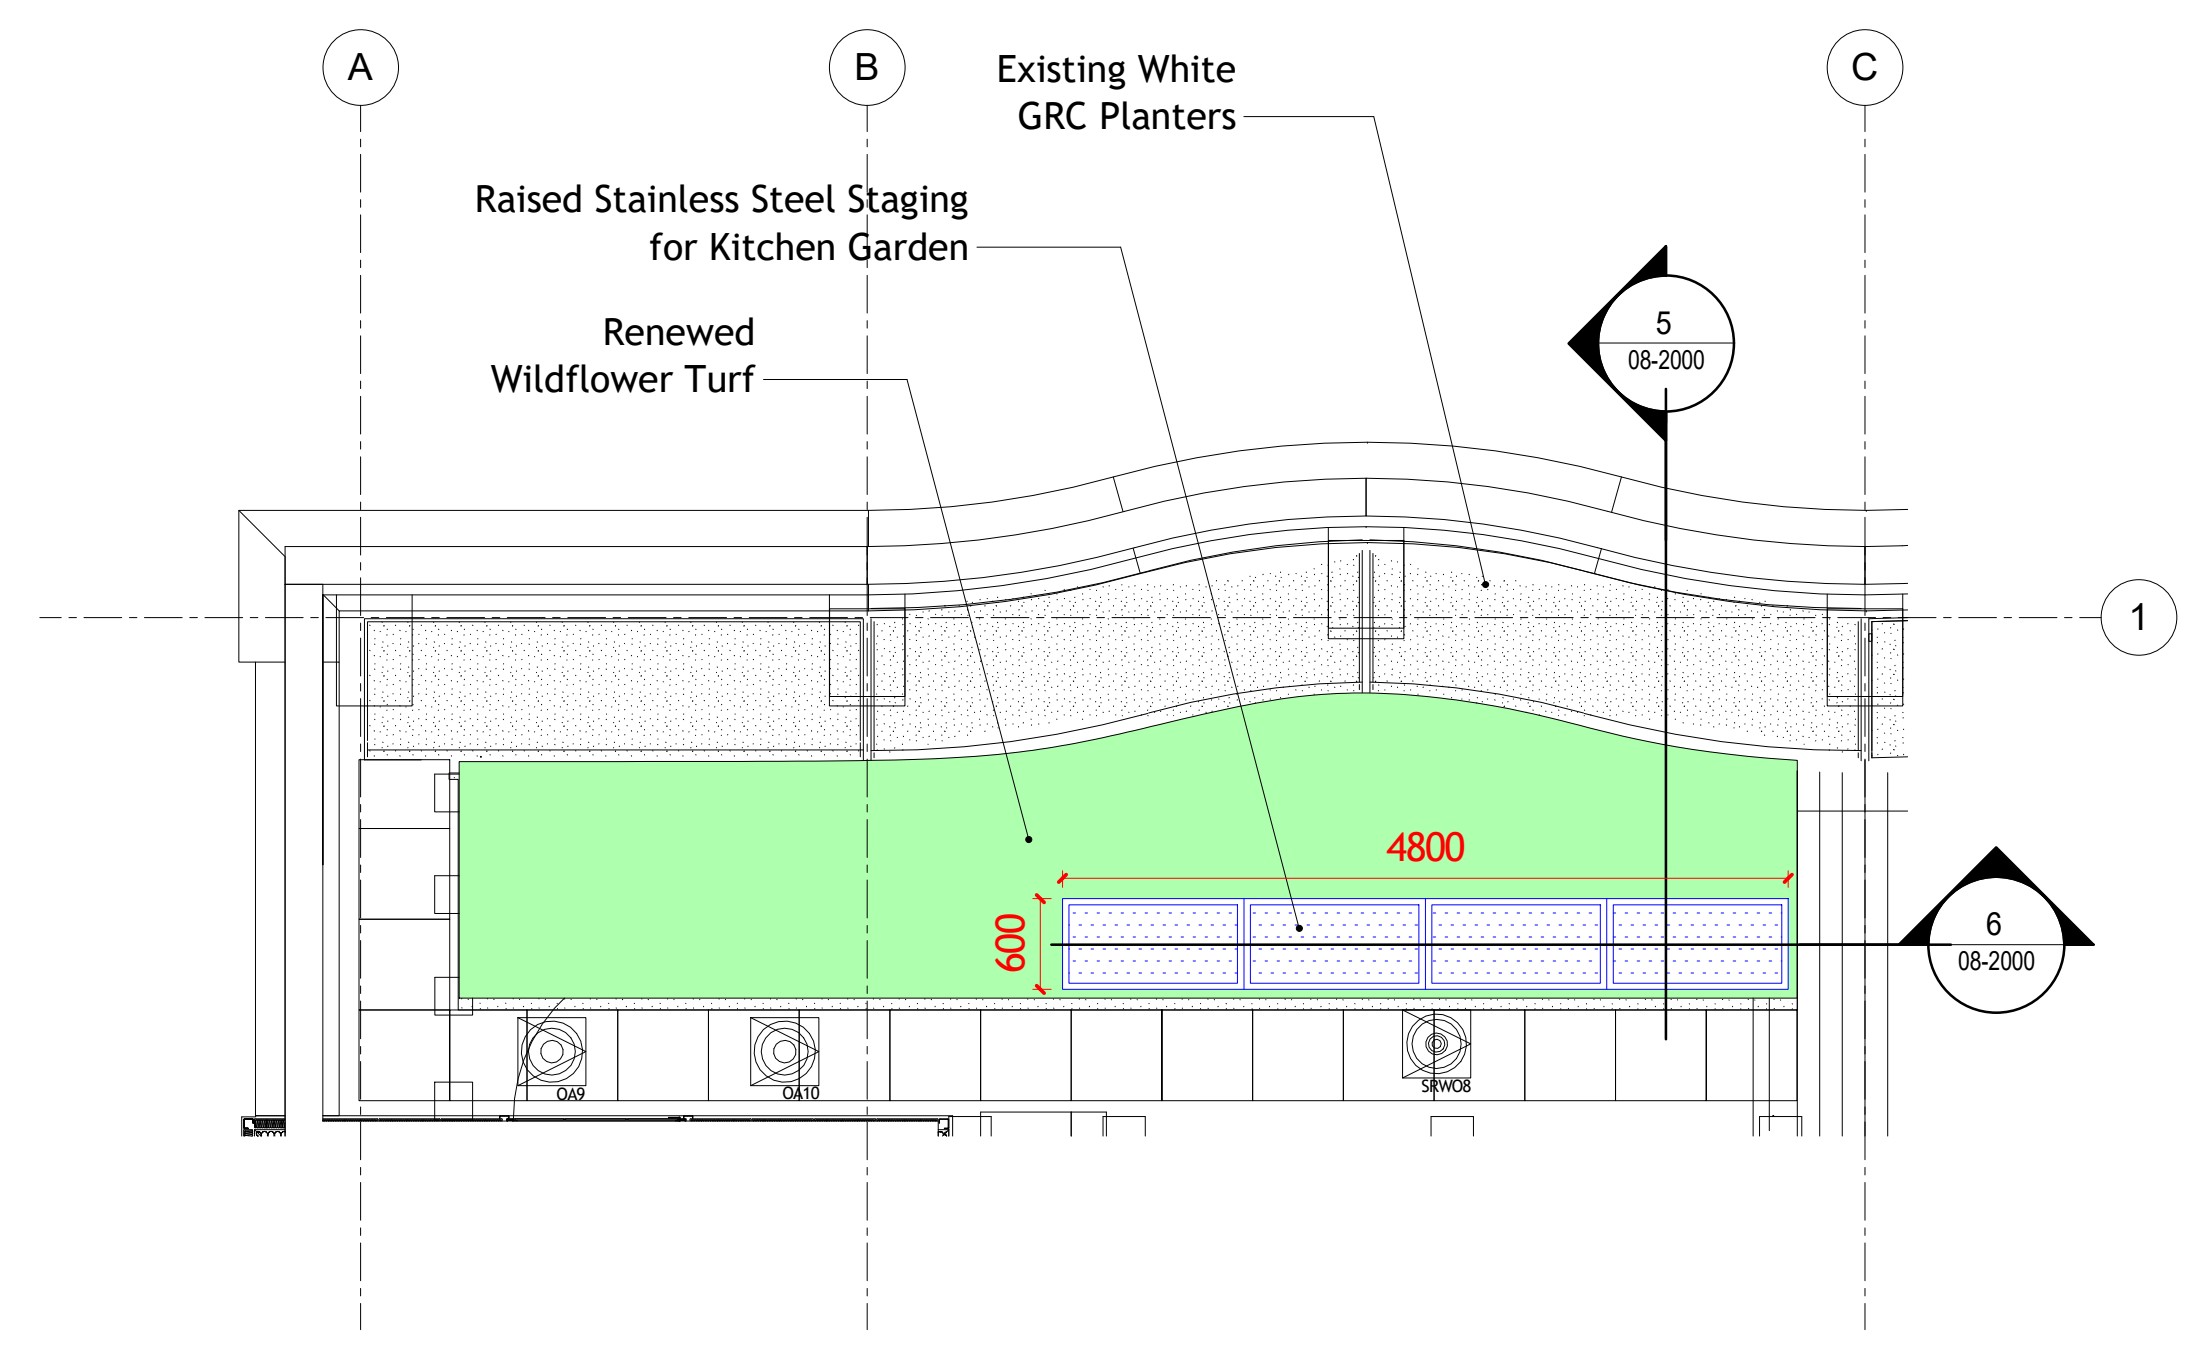 A
B
C
Existing White
GRC Planters
Raised Stainless Steel Staging
for Kitchen Garden
Renewed
Wildflower Turf
5
08-2000
1
4800
600
6
08-2000
OA9
OA10
SRWO8